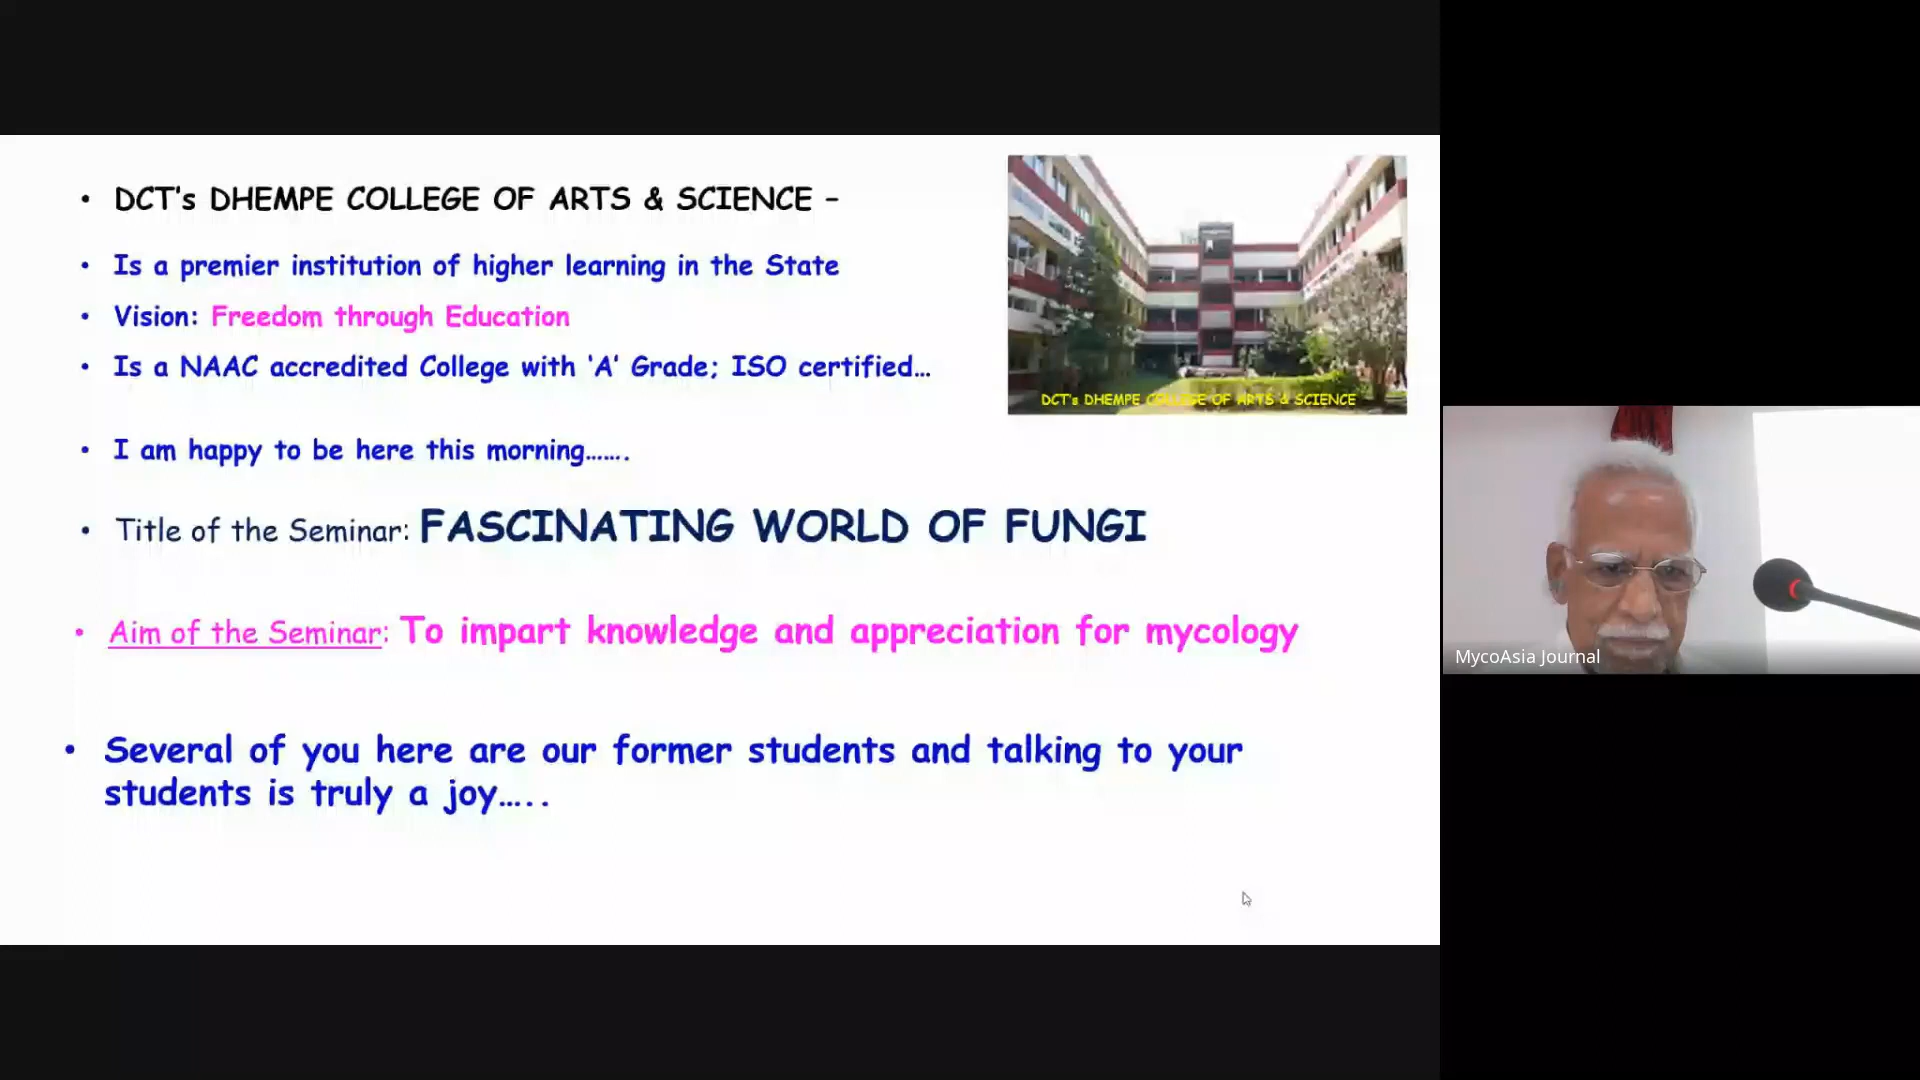 • DCT's DHEMPE COLLEGE OF ARTS & SCIENCE –
• Is a premier institution of higher learning in the State
• Vision: Freedom through Education
• Is a NAAC accredited College with ‘A’ Grade; ISO certified…
DCT's DHEMPE COLLEGE OF ARTS & SCIENCE
• I am happy to be here this morning…….
• Title of the Seminar: FASCINATING WORLD OF FUNGI
• Aim of the Seminar: To impart knowledge and appreciation for mycology
• Several of you here are our former students and talking to your
students is truly a joy…..
MycoAsia Journal